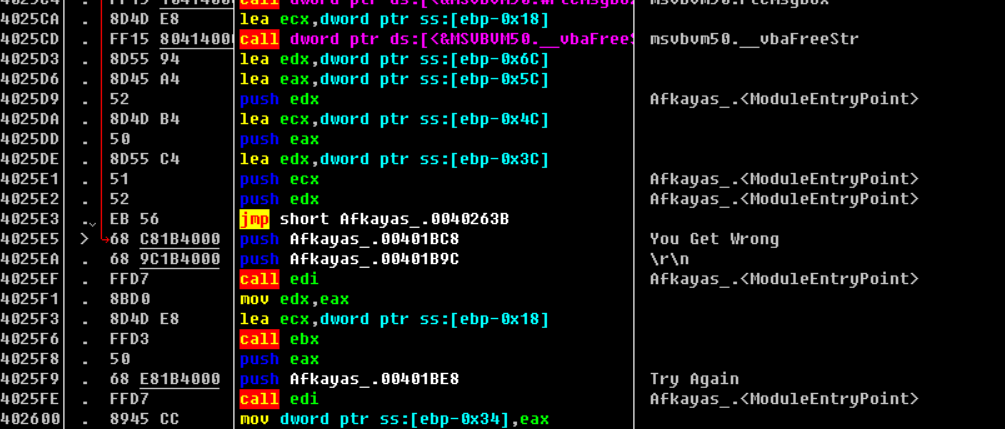 call dword ptr ds:[<&MSVBVM50.
4025CA . 8D4D E8 lea ecx,dword ptr ss:[ebp-0x18]
4025CD . FF15 80414000 call dword ptr ds:[<&MSVBVM50.__vbaFreeS msvbvm50.__vbaFreeStr
4025D3 . 8D55 94 lea edx,dword ptr ss:[ebp-0x6C]
4025D6 . 8D45 A4 lea eax,dword ptr ss:[ebp-0x5C]
4025D9 . 52 push edx Afkayas_.<ModuleEntryPoint>
4025DA . 8D4D B4 lea ecx,dword ptr ss:[ebp-0x4C]
4025DD . 50 push eax
4025DE . 8D55 C4 lea edx,dword ptr ss:[ebp-0x3C]
4025E1 . 51 push ecx Afkayas_.<ModuleEntryPoint>
4025E2 . 52 push edx Afkayas_.<ModuleEntryPoint>
4025E3 . EB 56 jmp short Afkayas_.0040263B
4025E5 > 68 C81B4000 push Afkayas_.00401BC8 You Get Wrong
4025EA . 68 9C1B4000 push Afkayas_.00401B9C \r\n
4025EF . FFD7 call edi Afkayas_.<ModuleEntryPoint>
4025F1 . 8BD0 mov edx,eax
4025F3 . 8D4D E8 lea ecx,dword ptr ss:[ebp-0x18]
4025F6 . FFD3 call ebx
4025F8 . 50 push eax
4025F9 . 68 E81B4000 push Afkayas_.00401BE8 Try Again
4025FE . FFD7 call edi Afkayas_.<ModuleEntryPoint>
402600 . 8945 CC mov dword ptr ss:[ebp-0x34],eax